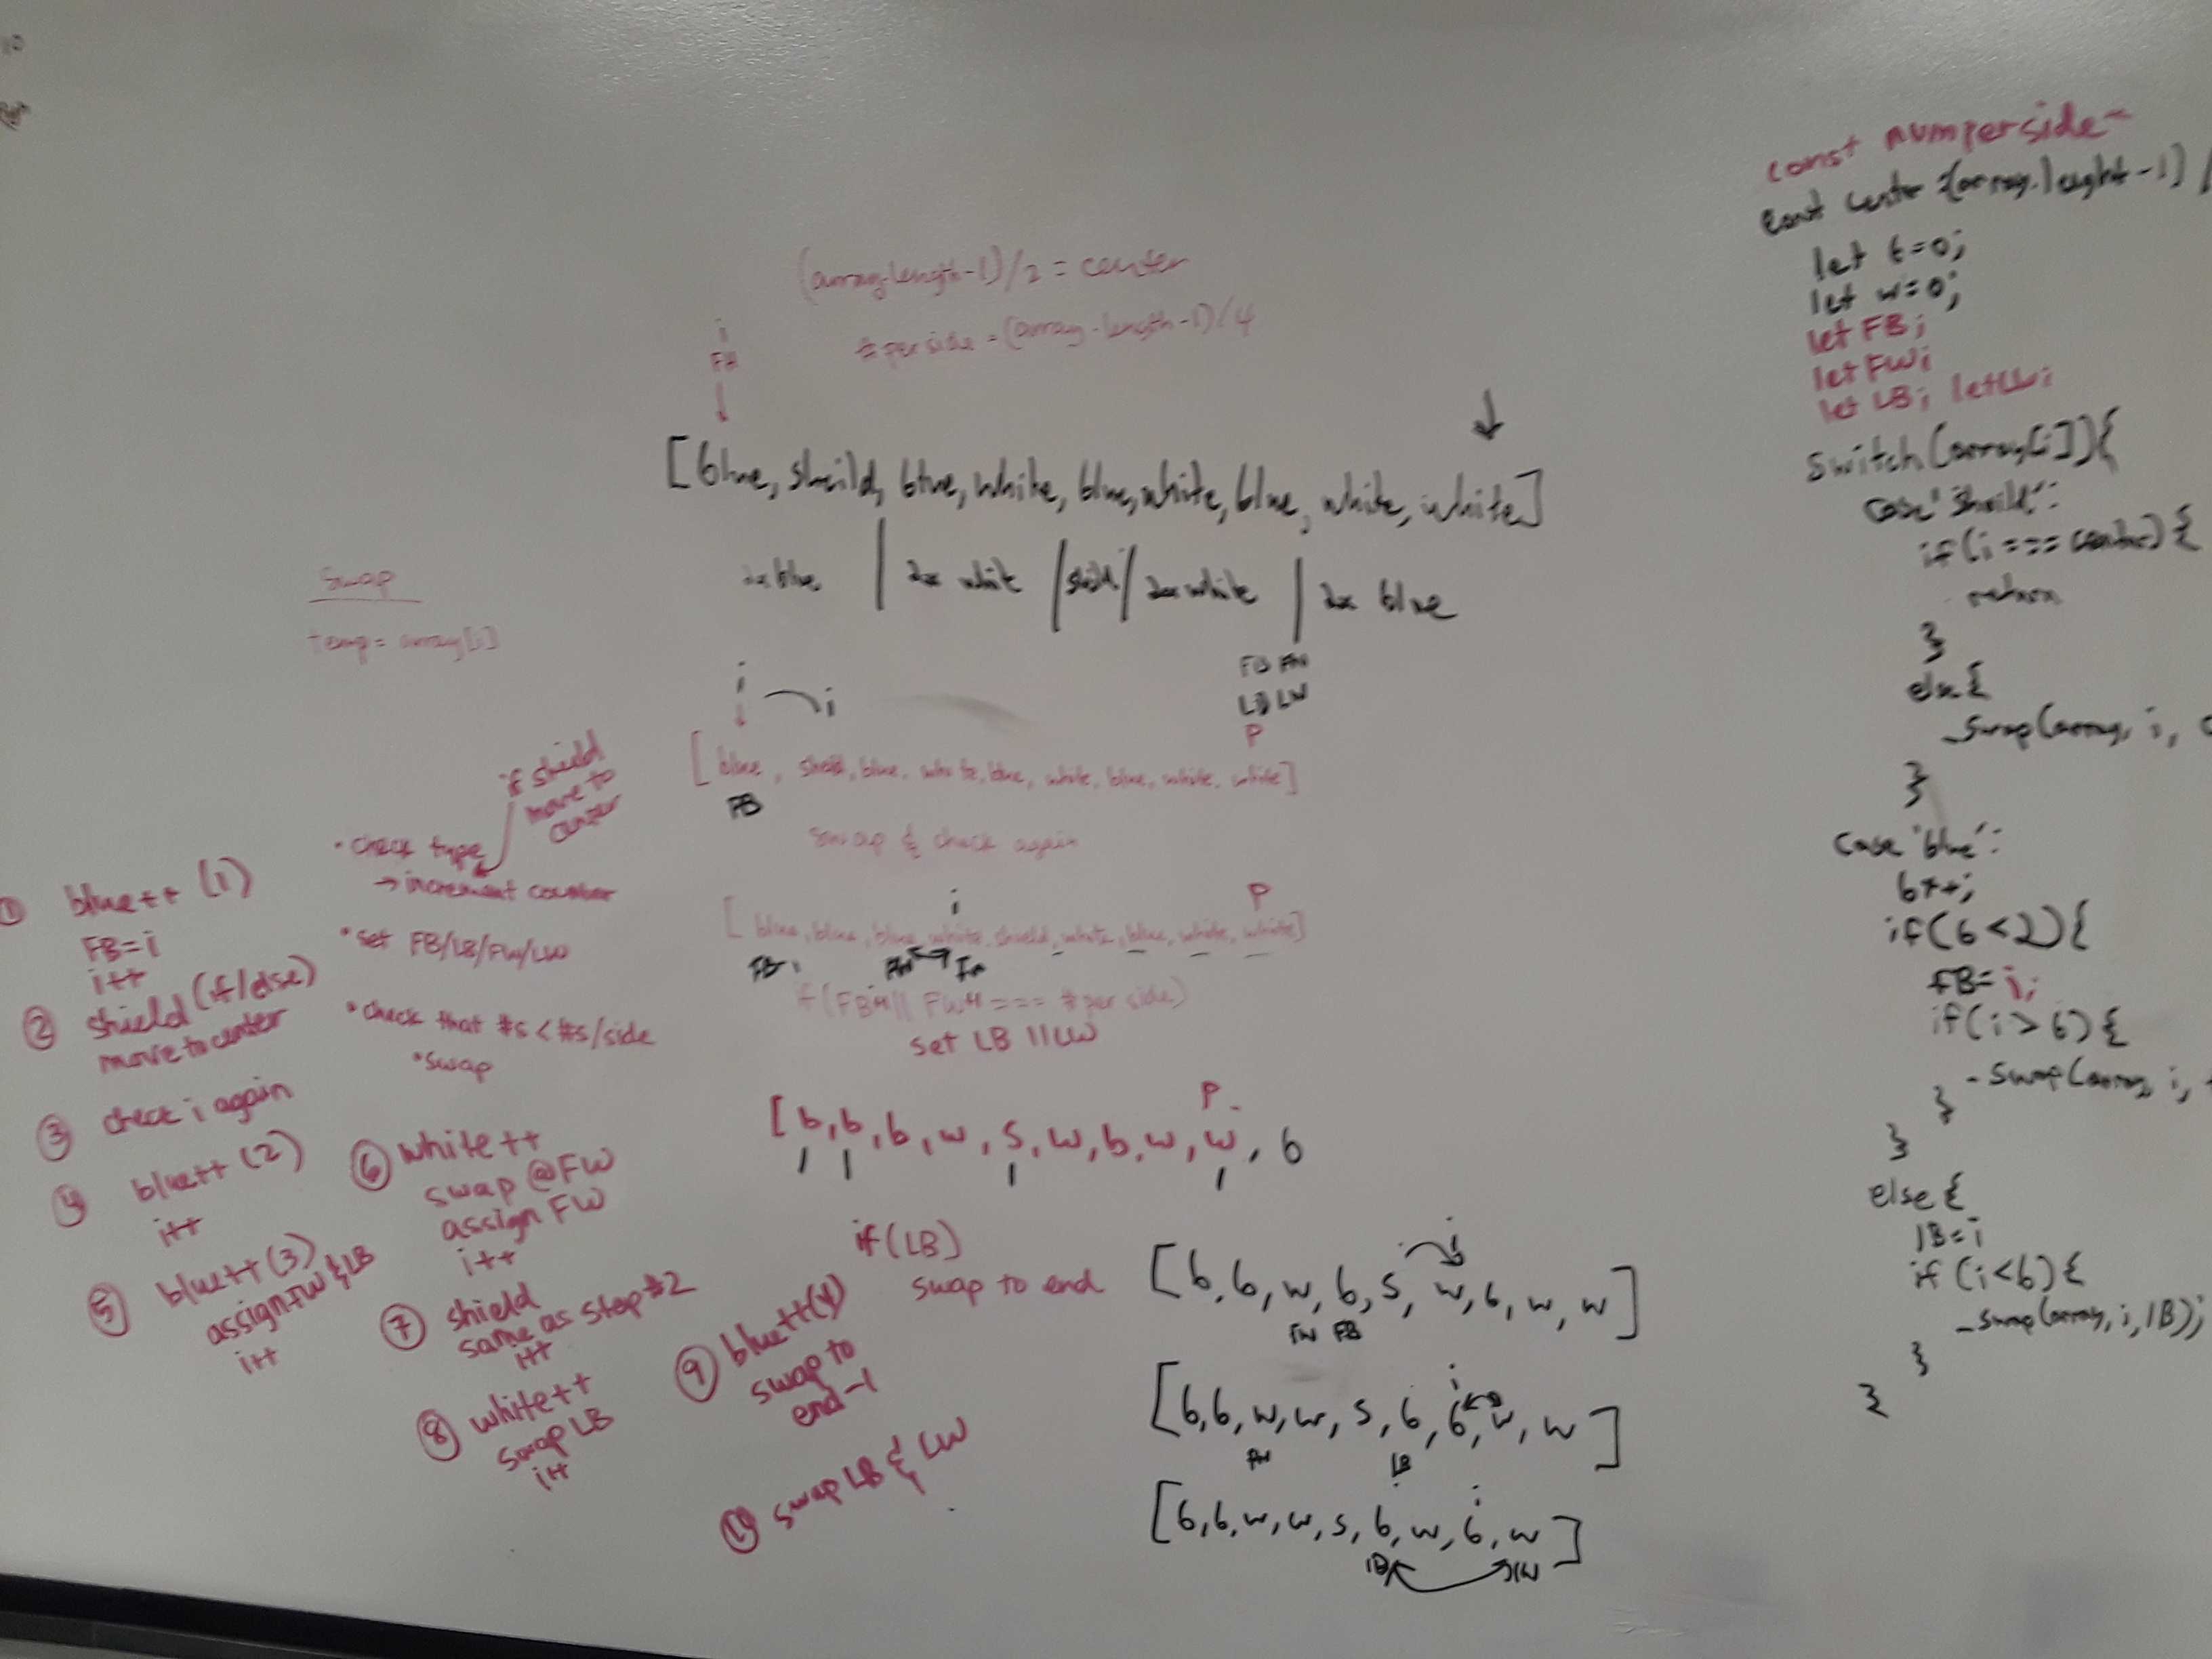 10
(array.length-1)/2 = center
# per side = (array.length-1)/4
i
↓
↓
[blue, sheild, blue, white, blue, white, blue, white, white]
2x blue | 2x white | sheild | 2x white | 2x blue
Swap
temp = array[i]
FB FW
LB LW
P
i
i
[blue, sheild, blue, white, blue, white, blue, white, white]
FB
swap & check again
i
P
[blue, blue, blue, white, shield, white, blue, white, white]
FB
FW
if(FB+1 || FW+1 === # per side)
set LB || LW
P
[b, b, b, w, s, w, b, w, w, b
if (LB)
swap to end
i
[b, b, w, b, s, w, b, w, w]
FW FB
i
[b, b, w, w, s, b, b, w, w]
FW
LB
i
[b, b, w, w, s, b, w, b, w]
LB
LW
if shield
move to
center
• check type
→ increment counter
• set FB/LB/FW/LW
• check that #s < #s/side
• swap
① blue++ (1)
FB = i
i++
② shield (if/else)
move to center
③ check i again
④ blue++ (2)
i++
⑤ blue++ (3)
assign FW & LB
i++
⑥ white++
swap @FW
assign FW
i++
⑦ shield
same as step #2
i++
⑧ white++
swap LB
i++
⑨ blue++ (4)
swap to
end-1
swap LB & LW
const numperside=
const center =(array.lenght-1)/
let b=0;
let w=0;
let FB;
let FW;
let LB; let LW;
switch(array[i]){
case 'sheild':
if(i === center){
return
}
else{
_swap(array, i, c
}
case 'blue':
b++;
if(b<2){
FB= i;
if(i > b){
_swap(array, i,
}
}
else{
lB=i
if (i<b){
_swap(array, i, lB);
}
}